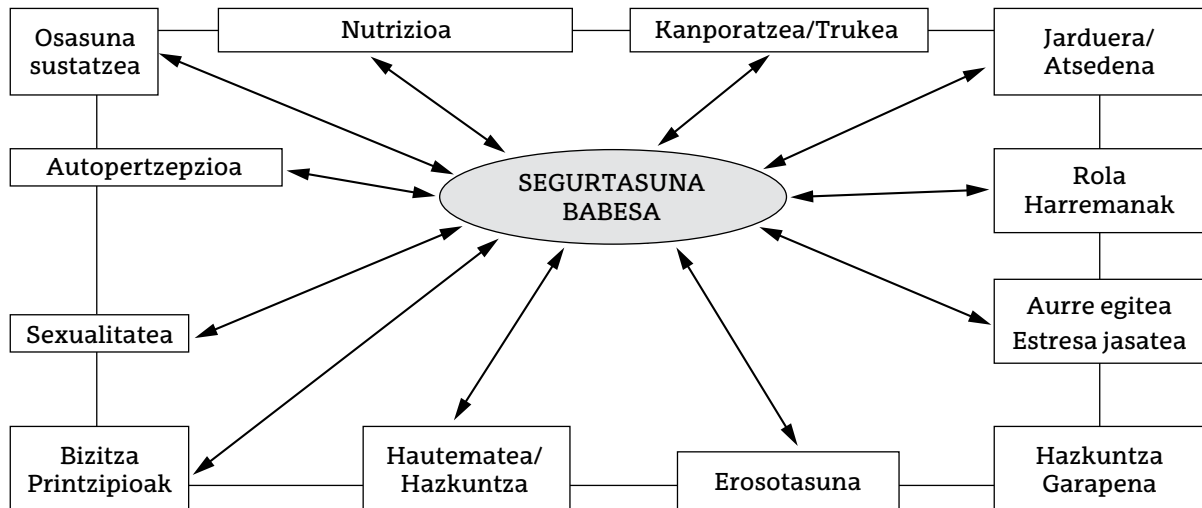 Osasuna
sustatzea
Nutrizioa
Kanporatzea/Trukea
Jarduera/
Atsedena
Autopertzepzioa
SEGURTASUNA
BABESA
Rola
Harremanak
Sexualitatea
Aurre egitea
Estresa jasatea
Bizitza
Printzipioak
Hautematea/
Hazkuntza
Erosotasuna
Hazkuntza
Garapena